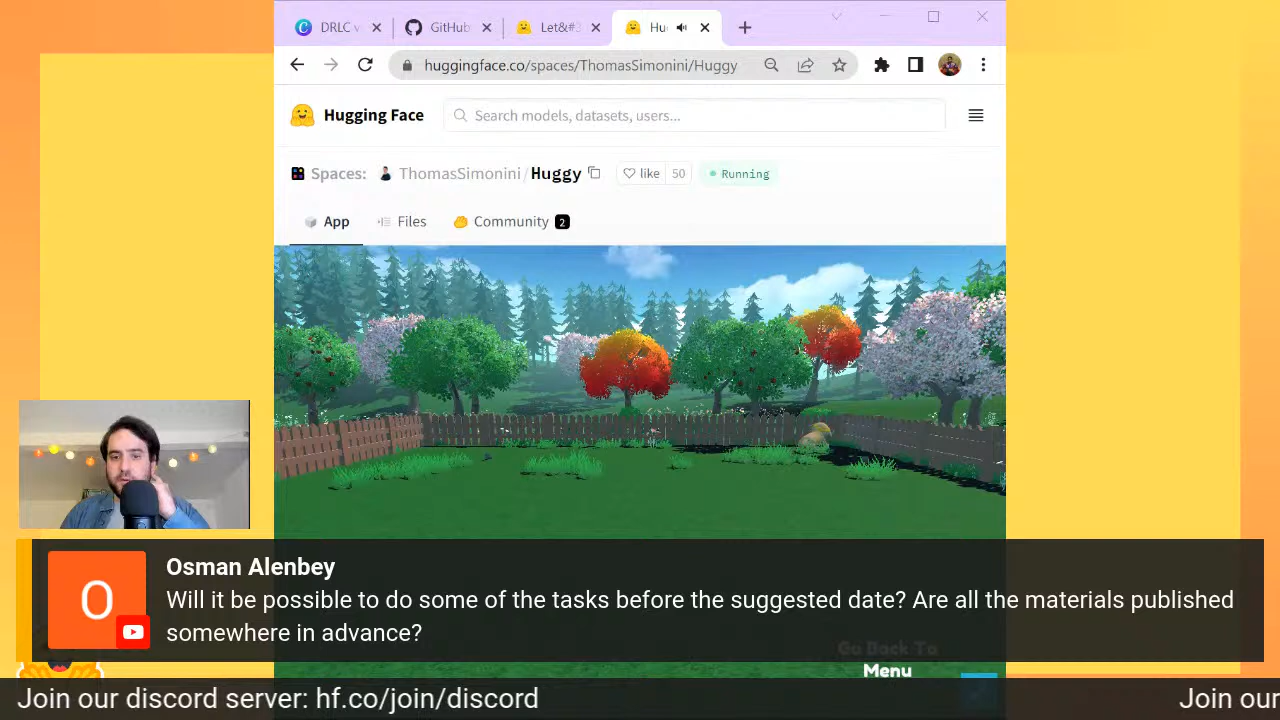 DRLC v
GitHub
Let&#3
Hu
huggingface.co/spaces/ThomasSimonini/Huggy
Hugging Face
Search models, datasets, users...
Spaces:
ThomasSimonini/Huggy
like 50
Running
App
Files
Community 2
O
Osman Alenbey
Will it be possible to do some of the tasks before the suggested date? Are all the materials published
somewhere in advance?
Go Back To
Menu
Join our discord server: hf.co/join/discord
Join our